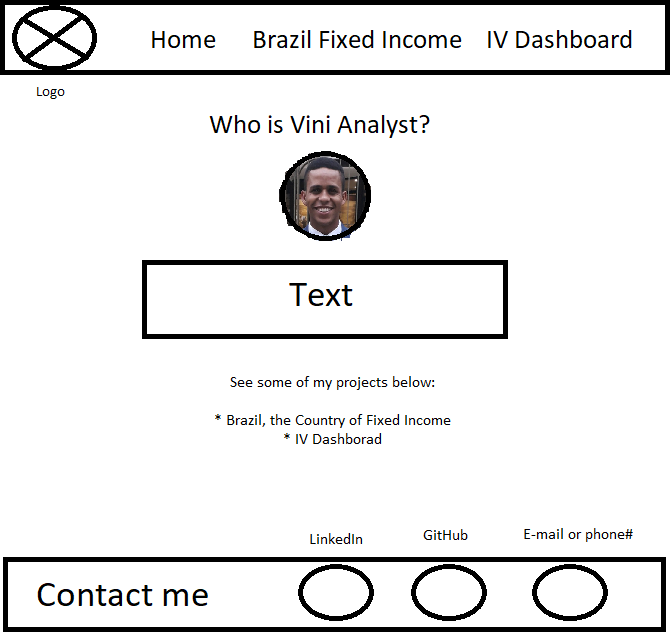 Home Brazil Fixed Income IV Dashboard
Logo
Who is Vini Analyst?
Text
See some of my projects below:
* Brazil, the Country of Fixed Income
* IV Dashborad
LinkedIn GitHub E-mail or phone#
Contact me